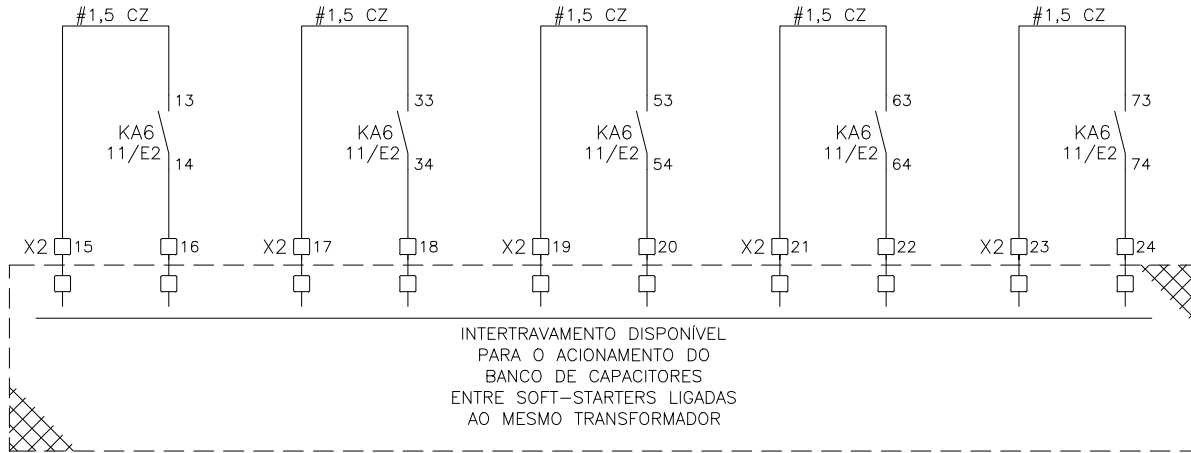 #1,5 CZ #1,5 CZ #1,5 CZ #1,5 CZ #1,5 CZ
13 33 53 63 73
KA6 KA6 KA6 KA6 KA6
11/E2 11/E2 11/E2 11/E2 11/E2
14 34 54 64 74
X2 15 16 X2 17 18 X2 19 20 X2 21 22 X2 23 24
INTERTRAVAMENTO DISPONÍVEL
PARA O ACIONAMENTO DO
BANCO DE CAPACITORES
ENTRE SOFT-STARTERS LIGADAS
AO MESMO TRANSFORMADOR